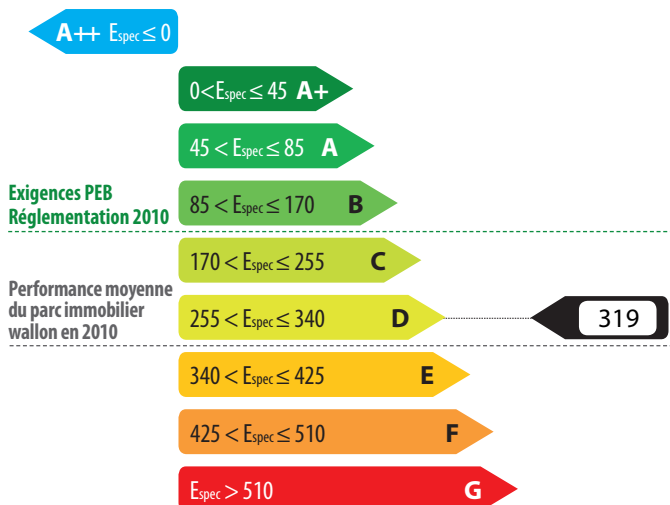 A++ Espec ≤ 0
0<Espec ≤ 45 A+
45 < Espec ≤ 85 A
Exigences PEB
Réglementation 2010
85 < Espec ≤ 170 B
170 < Espec ≤ 255 C
Performance moyenne
du parc immobilier
wallon en 2010
255 < Espec ≤ 340 D
319
340 < Espec ≤ 425 E
425 < Espec ≤ 510 F
Espec > 510 G